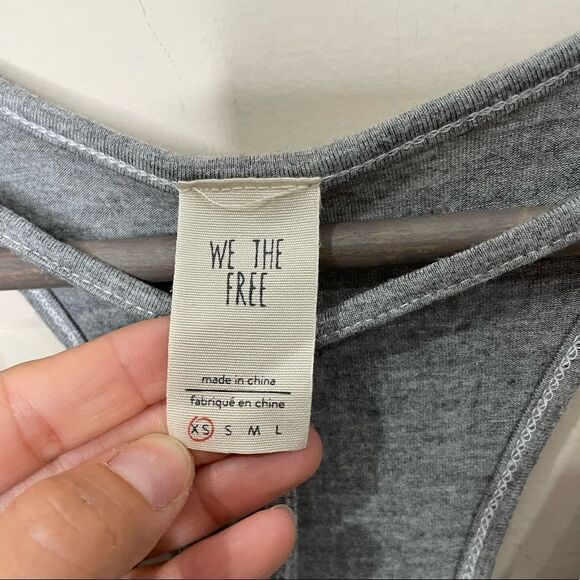 WE THE
FREE
made in china
fabriqué en chine
XS S M L